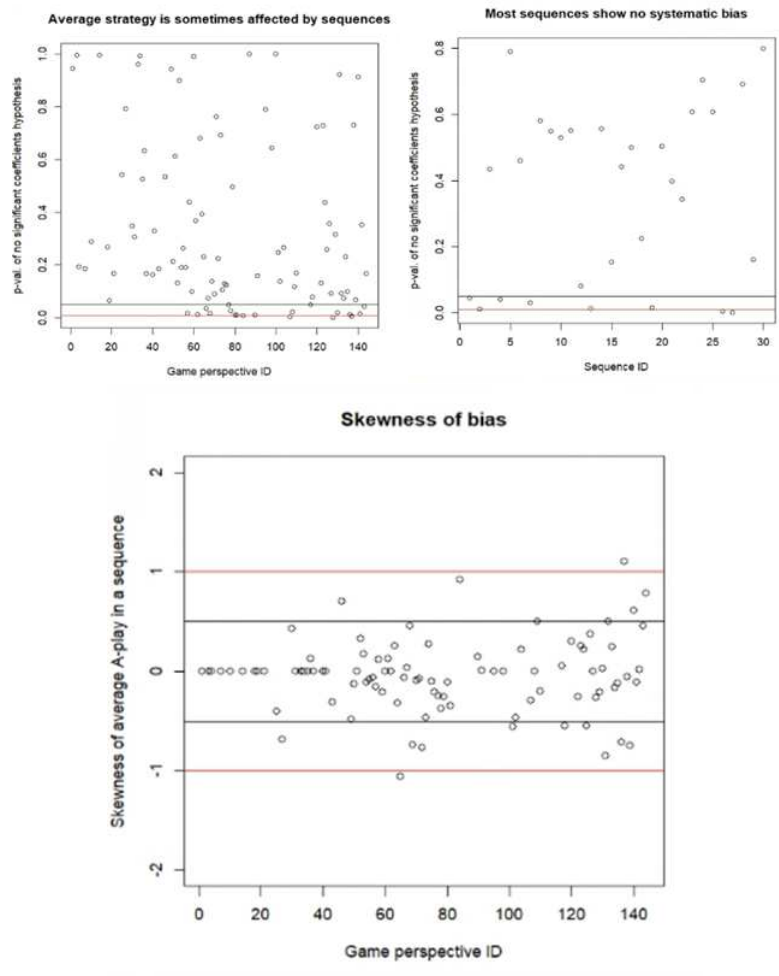 Average strategy is sometimes affected by sequences
p-val. of no significant coefficients hypothesis
1.0
0.8
0.6
0.4
0.2
0.0
0 20 40 60 80 100 120 140
Game perspective ID
Most sequences show no systematic bias
p-val. of no significant coefficients hypothesis
0.8
0.6
0.4
0.2
0.0
0 5 10 15 20 25 30
Sequence ID
Skewness of bias
Skewness of average A-play in a sequence
2
1
0
-1
-2
0 20 40 60 80 100 120 140
Game perspective ID